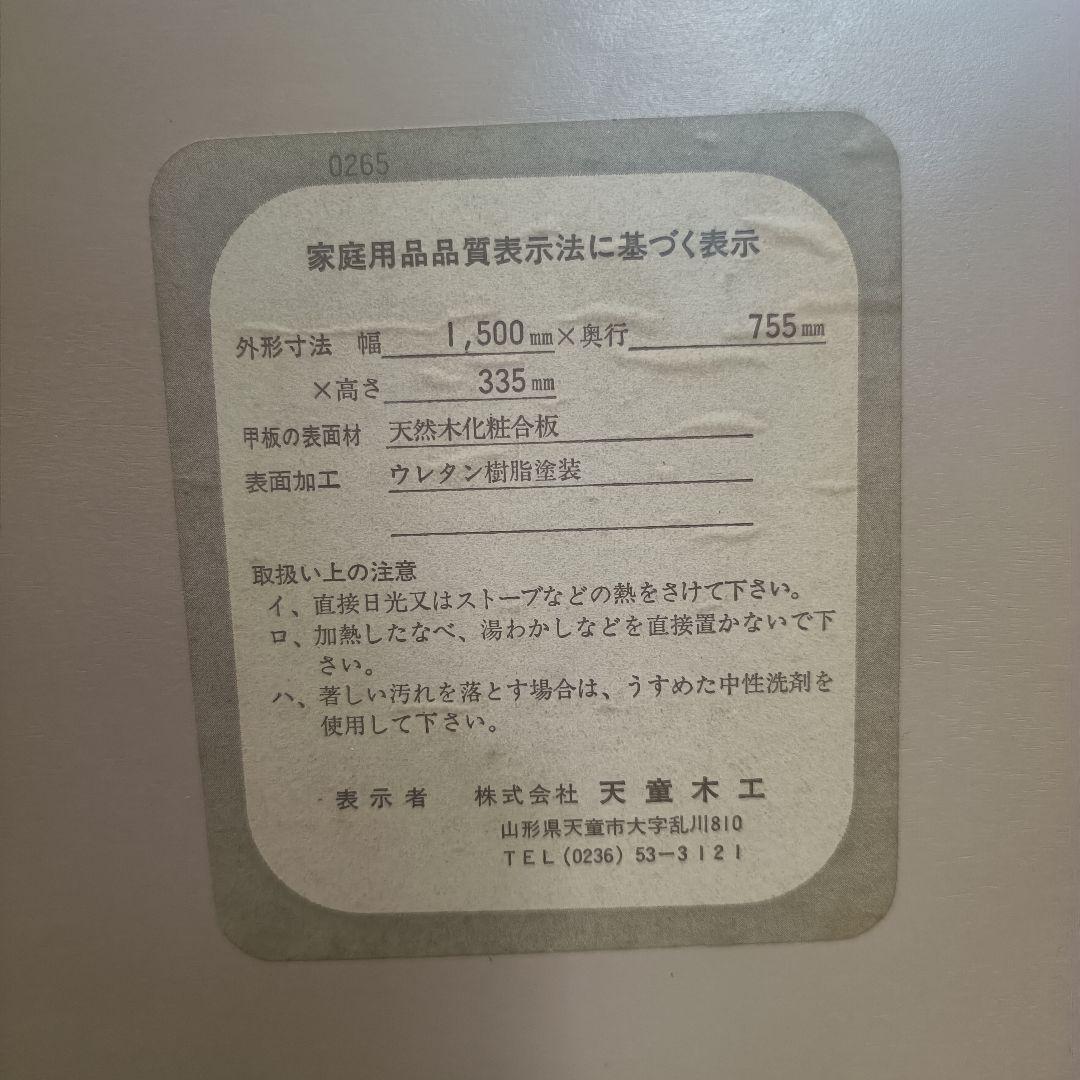 0265
家庭用品品質表示法に基づく表示
外形寸法 幅 1,500mm×奥行 755mm
×高さ 335mm
甲板の表面材 天然木化粧合板
表面加工 ウレタン樹脂塗装
取扱い上の注意
イ、直接日光又はストーブなどの熱をさけて下さい。
ロ、加熱したなべ、湯わかしなどを直接置かないで下
さい。
ハ、著しい汚れを落とす場合は、うすめた中性洗剤を
使用して下さい。
表示者 株式会社 天童木工
山形県天童市大字乱川810
TEL(0236)53-3121